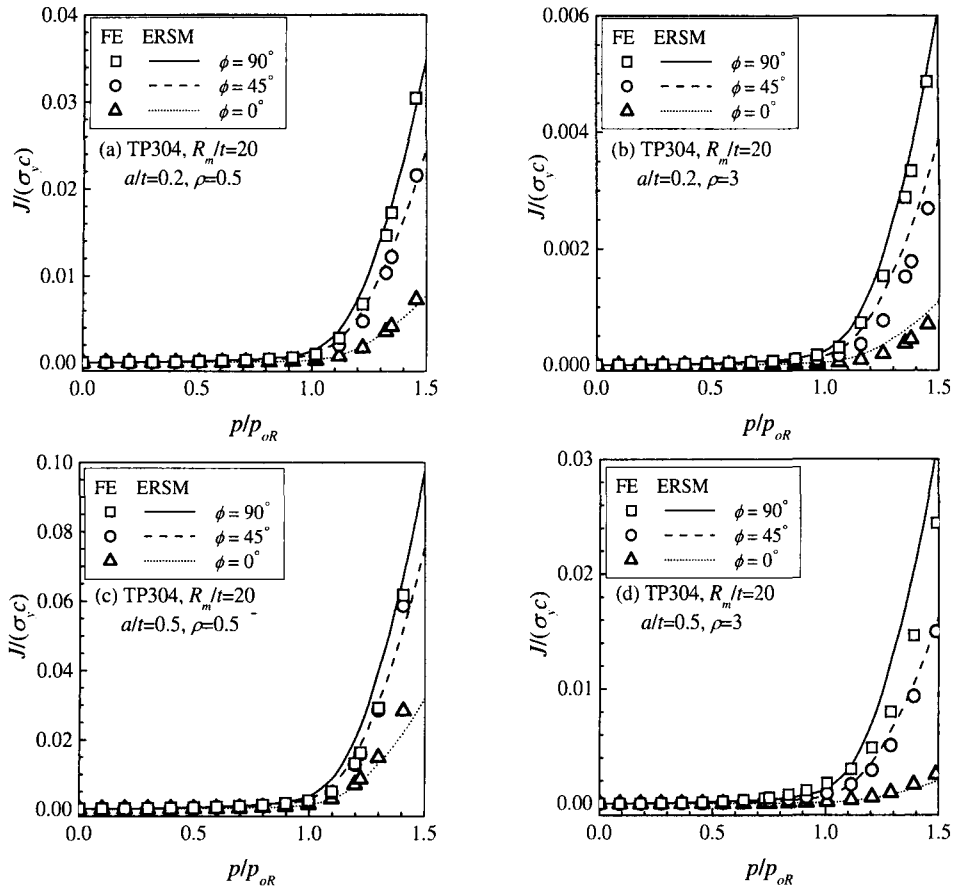 0.04
FE ERSM
ϕ = 90°
ϕ = 45°
ϕ = 0°
(a) TP304, R_m/t=20
a/t=0.2, ρ=0.5
0.03
0.02
0.01
0.00
J/(σ_y c)
0.0 0.5 1.0 1.5
p/p_oR
0.006
FE ERSM
ϕ = 90°
ϕ = 45°
ϕ = 0°
(b) TP304, R_m/t=20
a/t=0.2, ρ=3
0.004
0.002
0.000
J/(σ_y c)
0.0 0.5 1.0 1.5
p/p_oR
0.10
FE ERSM
ϕ = 90°
ϕ = 45°
ϕ = 0°
(c) TP304, R_m/t=20
a/t=0.5, ρ=0.5
0.08
0.06
0.04
0.02
0.00
J/(σ_y c)
0.0 0.5 1.0 1.5
p/p_oR
0.03
FE ERSM
ϕ = 90°
ϕ = 45°
ϕ = 0°
(d) TP304, R_m/t=20
a/t=0.5, ρ=3
0.02
0.01
0.00
J/(σ_y c)
0.0 0.5 1.0 1.5
p/p_oR